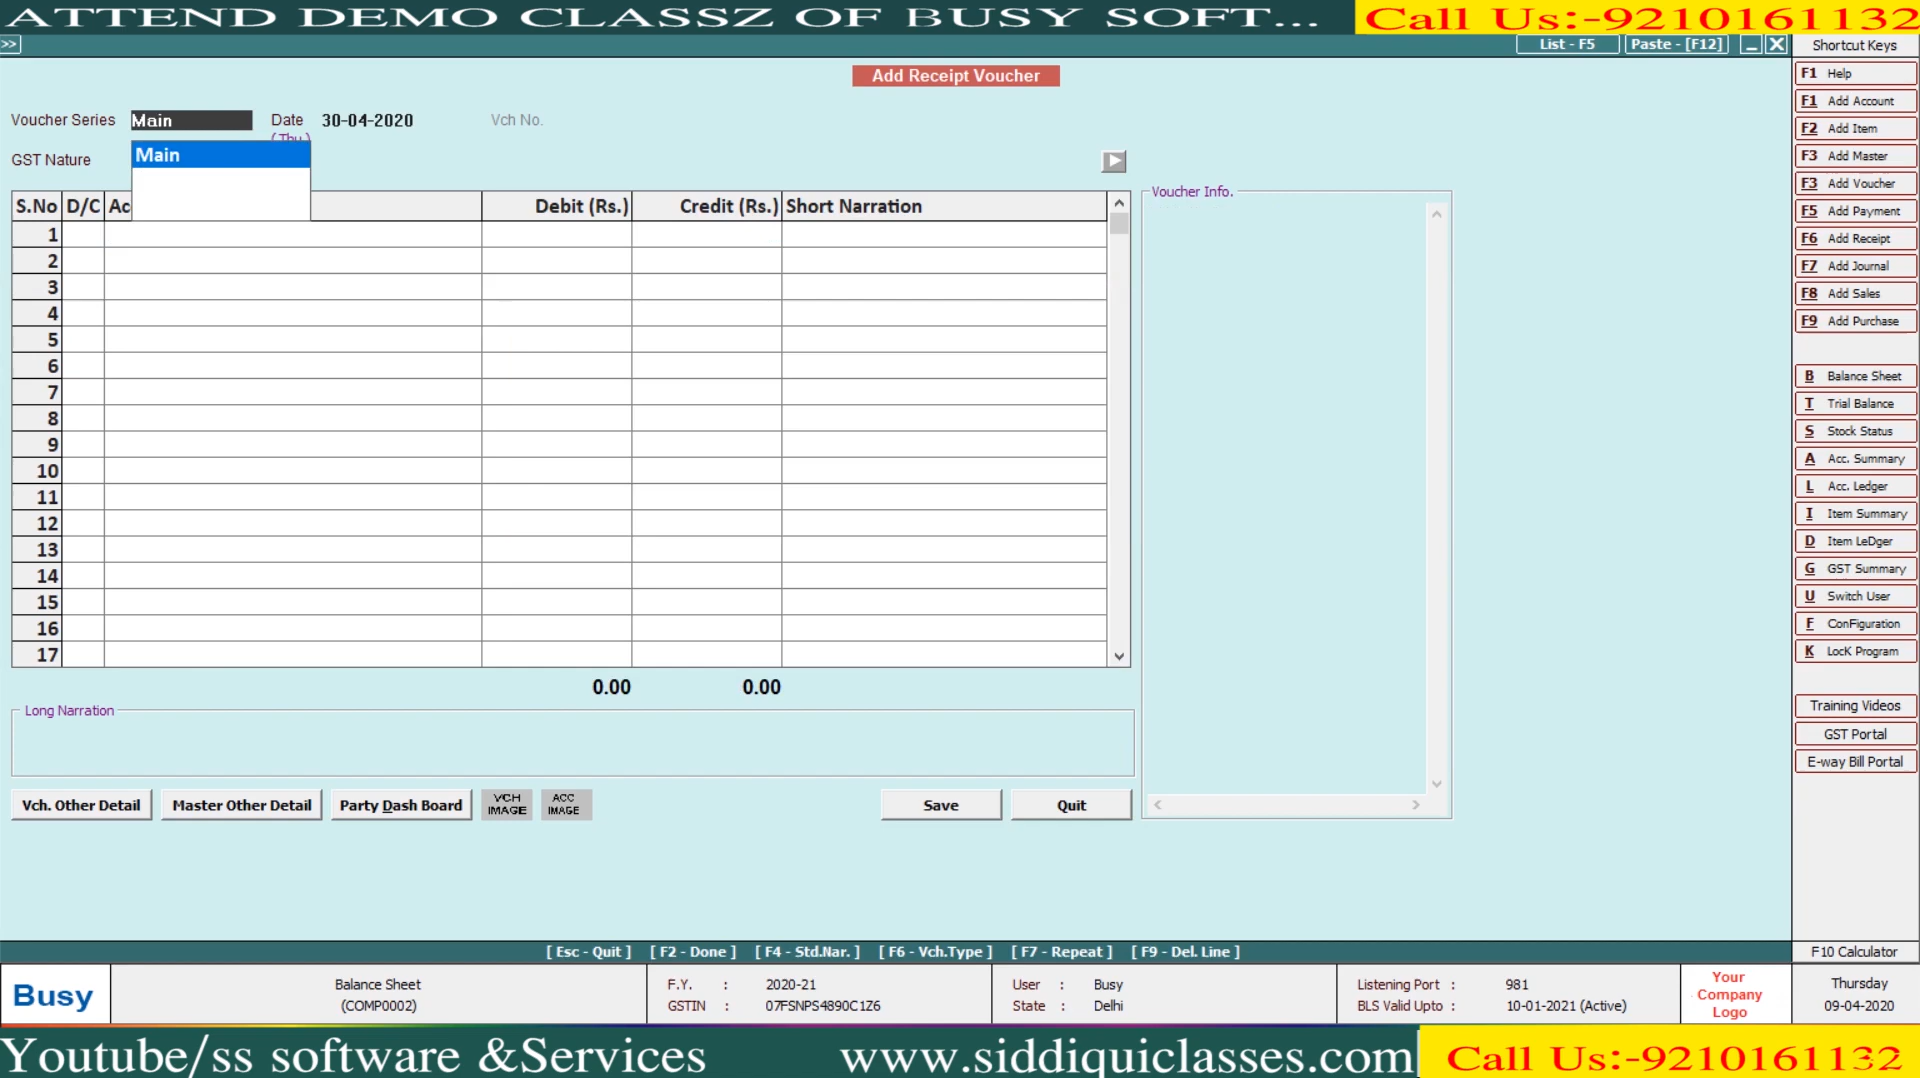 ATTEND DEMO CLASSZ OF BUSY SOFT...
Call Us:-9210161132
>>
List - F5
Paste - [F12]
Shortcut Keys
Add Receipt Voucher
Voucher Series Main Date 30-04-2020 Vch No.
(Thu.)
Main
GST Nature
S.No D/C Ac Debit (Rs.) Credit (Rs.) Short Narration
1
2
3
4
5
6
7
8
9
10
11
12
13
14
15
16
17
0.00 0.00
Voucher Info.
Long Narration
Vch. Other Detail Master Other Detail Party Dash Board VCH IMAGE ACC IMAGE Save Quit
F1 Help
F1 Add Account
F2 Add Item
F3 Add Master
F3 Add Voucher
F5 Add Payment
F6 Add Receipt
F7 Add Journal
F8 Add Sales
F9 Add Purchase
B Balance Sheet
T Trial Balance
S Stock Status
A Acc. Summary
L Acc. Ledger
I Item Summary
D Item LeDger
G GST Summary
U Switch User
F ConFiguration
K LocK Program
Training Videos
GST Portal
E-way Bill Portal
[ Esc - Quit ] [ F2 - Done ] [ F4 - Std.Nar. ] [ F6 - Vch.Type ] [ F7 - Repeat ] [ F9 - Del. Line ]
F10 Calculator
Busy
Balance Sheet
(COMP0002)
F.Y. : 2020-21
GSTIN : 07FSNPS4890C1Z6
User : Busy
State : Delhi
Listening Port : 981
BLS Valid Upto : 10-01-2021 (Active)
Your
Company
Logo
Thursday
09-04-2020
Youtube/ss software &Services
www.siddiquiclasses.com
Call Us:-9210161132